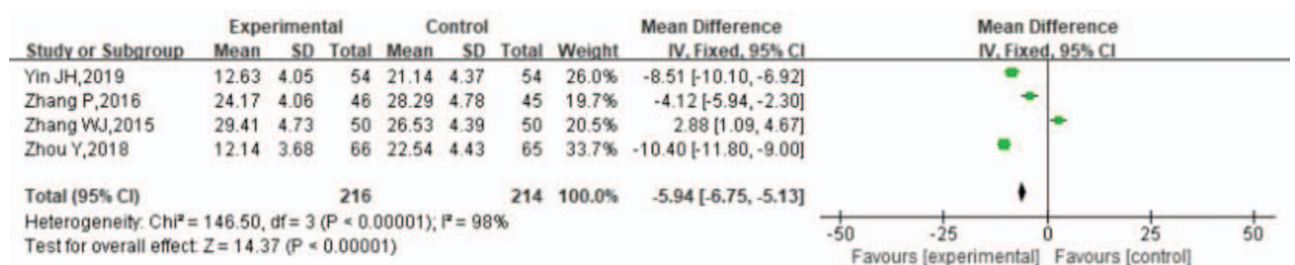 Experimental Control Mean Difference Mean Difference
Study or Subgroup Mean SD Total Mean SD Total Weight IV, Fixed, 95% CI IV, Fixed, 95% CI
Yin JH,2019 12.63 4.05 54 21.14 4.37 54 26.0% -8.51 [-10.10, -6.92]
Zhang P,2016 24.17 4.06 46 28.29 4.78 45 19.7% -4.12 [-5.94, -2.30]
Zhang WJ,2015 29.41 4.73 50 26.53 4.39 50 20.5% 2.88 [1.09, 4.67]
Zhou Y,2018 12.14 3.68 66 22.54 4.43 65 33.7% -10.40 [-11.80, -9.00]
Total (95% CI) 216 214 100.0% -5.94 [-6.75, -5.13]
Heterogeneity: Chi² = 146.50, df = 3 (P < 0.00001); I² = 98%
Test for overall effect: Z = 14.37 (P < 0.00001)
-50 -25 0 25 50
Favours [experimental] Favours [control]